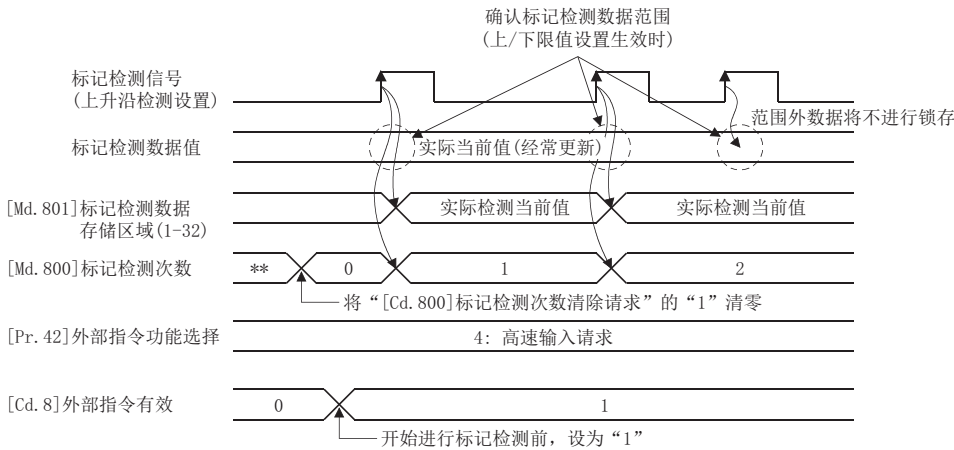 确认标记检测数据范围
(上/下限值设置生效时)
标记检测信号
(上升沿检测设置)
范围外数据将不进行锁存
标记检测数据值
实际当前值(经常更新)
[Md.801]标记检测数据
存储区域(1-32)
实际检测当前值
实际检测当前值
[Md.800]标记检测次数
**
0
1
2
将“[Cd.800]标记检测次数清除请求”的“1”清零
[Pr.42]外部指令功能选择
4: 高速输入请求
[Cd.8]外部指令有效
0
1
开始进行标记检测前，设为“1”